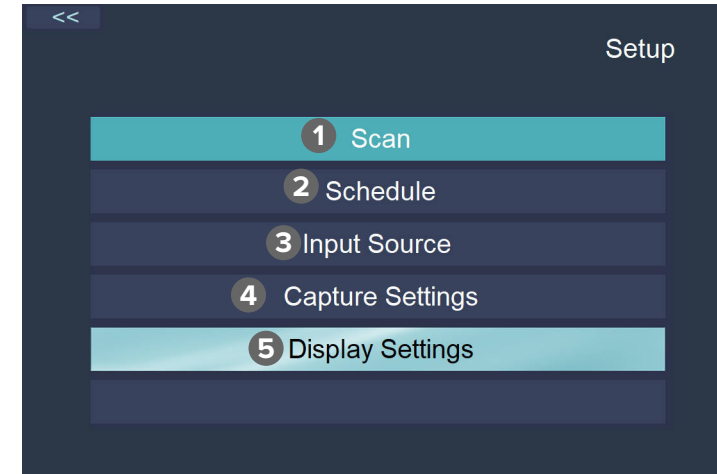 <<
Setup
1 Scan
2 Schedule
3 Input Source
4 Capture Settings
5 Display Settings